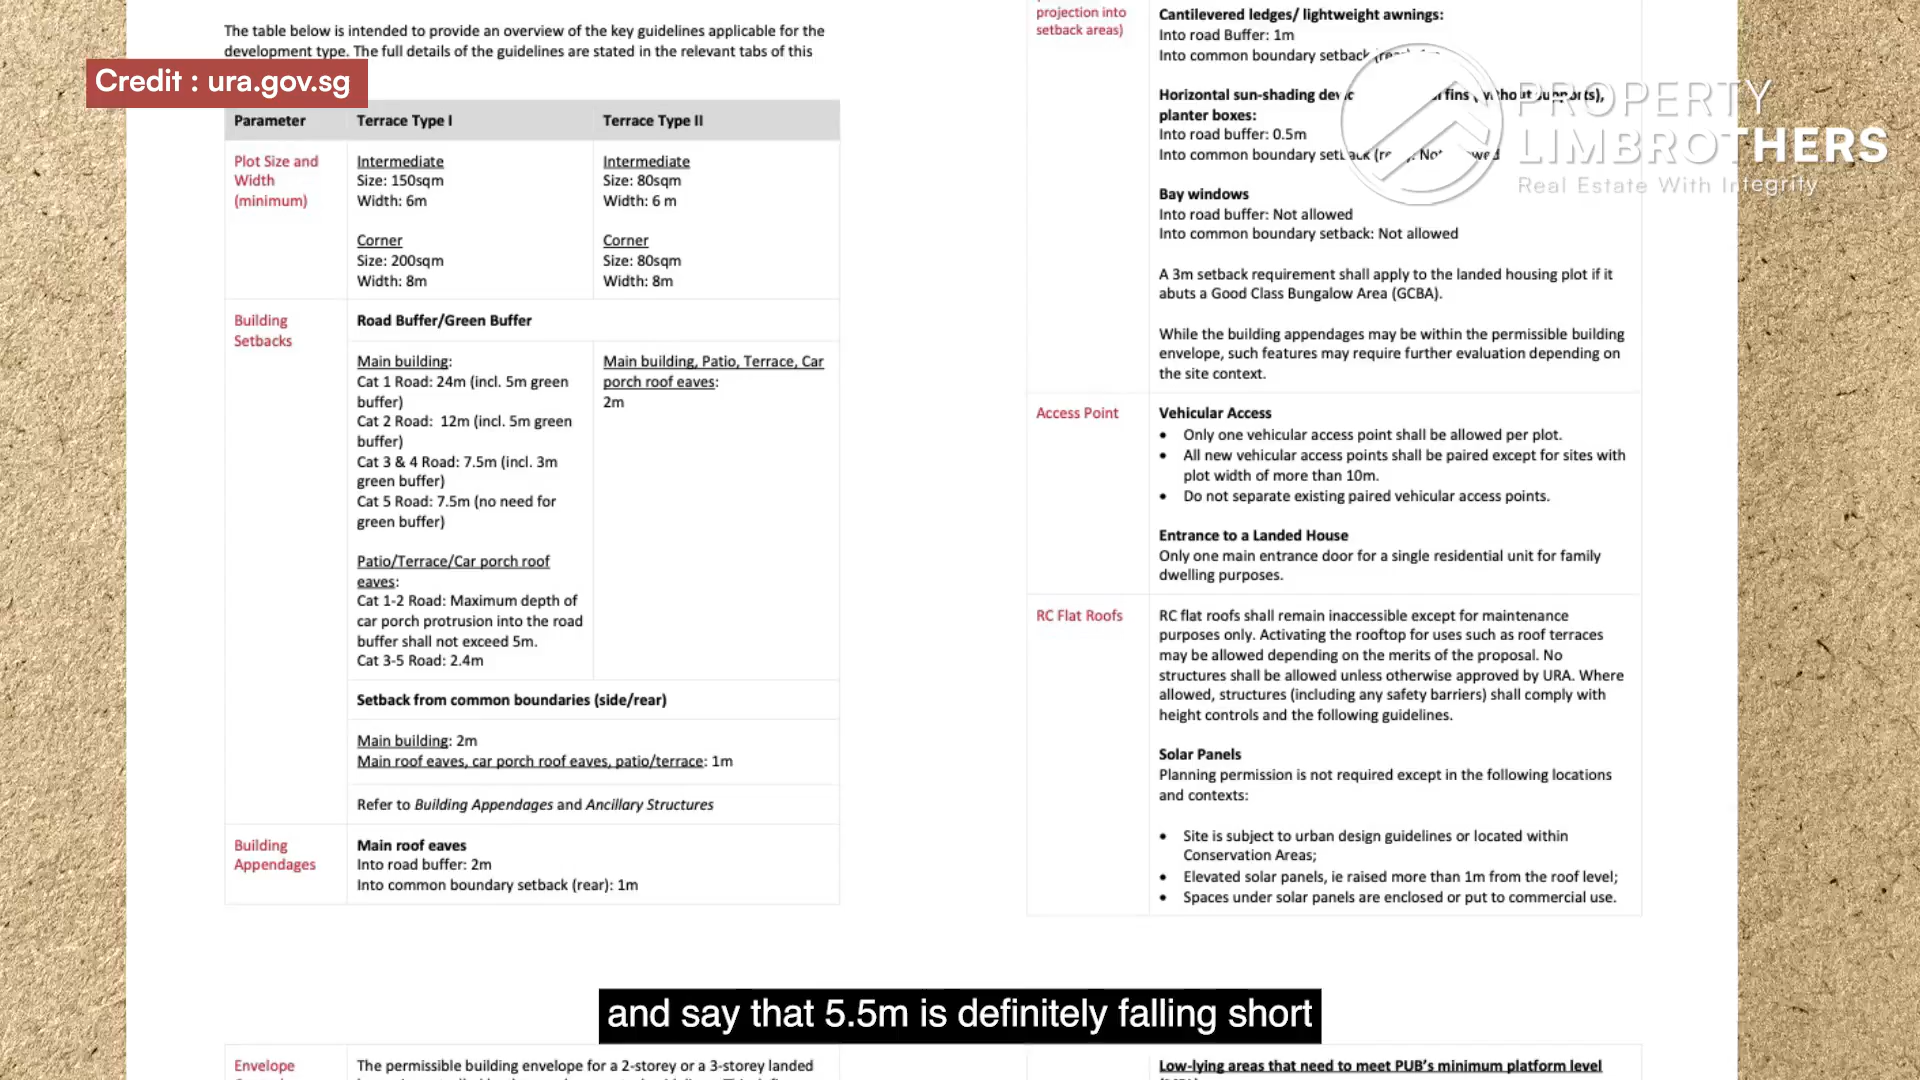 The table below is intended to provide an overview of the key guidelines applicable for the
development type. The full details of the guidelines are stated in the relevant tabs of this
Credit : ura.gov.sg
Parameter
Terrace Type I
Terrace Type II
Plot Size and
Width
(minimum)
Intermediate
Size: 150sqm
Width: 6m
Corner
Size: 200sqm
Width: 8m
Intermediate
Size: 80sqm
Width: 6 m
Corner
Size: 80sqm
Width: 8m
Building
Setbacks
Road Buffer/Green Buffer
Main building:
Cat 1 Road: 24m (incl. 5m green
buffer)
Cat 2 Road:  12m (incl. 5m green
buffer)
Cat 3 & 4 Road: 7.5m (incl. 3m
green buffer)
Cat 5 Road: 7.5m (no need for
green buffer)
Patio/Terrace/Car porch roof
eaves:
Cat 1-2 Road: Maximum depth of
car porch protrusion into the road
buffer shall not exceed 5m.
Cat 3-5 Road: 2.4m
Main building, Patio, Terrace, Car
porch roof eaves:
2m
Setback from common boundaries (side/rear)
Main building: 2m
Main roof eaves, car porch roof eaves, patio/terrace: 1m
Refer to Building Appendages and Ancillary Structures
Building
Appendages
Main roof eaves
Into road buffer: 2m
Into common boundary setback (rear): 1m
Envelope
The permissible building envelope for a 2-storey or a 3-storey landed
projection into
setback areas)
Cantilevered ledges/ lightweight awnings:
Into road Buffer: 1m
Into common boundary setback
Horizontal sun-shading
fins
supports),
planter boxes:
Into road buffer: 0.5m
Into common boundary setback
Not
Bay windows
Into road buffer: Not allowed
Into common boundary setback: Not allowed
A 3m setback requirement shall apply to the landed housing plot if it
abuts a Good Class Bungalow Area (GCBA).
While the building appendages may be within the permissible building
envelope, such features may require further evaluation depending on
the site context.
Access Point
Vehicular Access
• Only one vehicular access point shall be allowed per plot.
• All new vehicular access points shall be paired except for sites with
plot width of more than 10m.
• Do not separate existing paired vehicular access points.
Entrance to a Landed House
Only one main entrance door for a single residential unit for family
dwelling purposes.
RC Flat Roofs
RC flat roofs shall remain inaccessible except for maintenance
purposes only. Activating the rooftop for uses such as roof terraces
may be allowed depending on the merits of the proposal. No
structures shall be allowed unless otherwise approved by URA. Where
allowed, structures (including any safety barriers) shall comply with
height controls and the following guidelines.
Solar Panels
Planning permission is not required except in the following locations
and contexts:
• Site is subject to urban design guidelines or located within
Conservation Areas;
• Elevated solar panels, ie raised more than 1m from the roof level;
• Spaces under solar panels are enclosed or put to commercial use.
Low-lying areas that need to meet PUB's minimum platform level
PROPERTY
LIMBROTHERS
Real Estate With Integrity
and say that 5.5m is definitely falling short